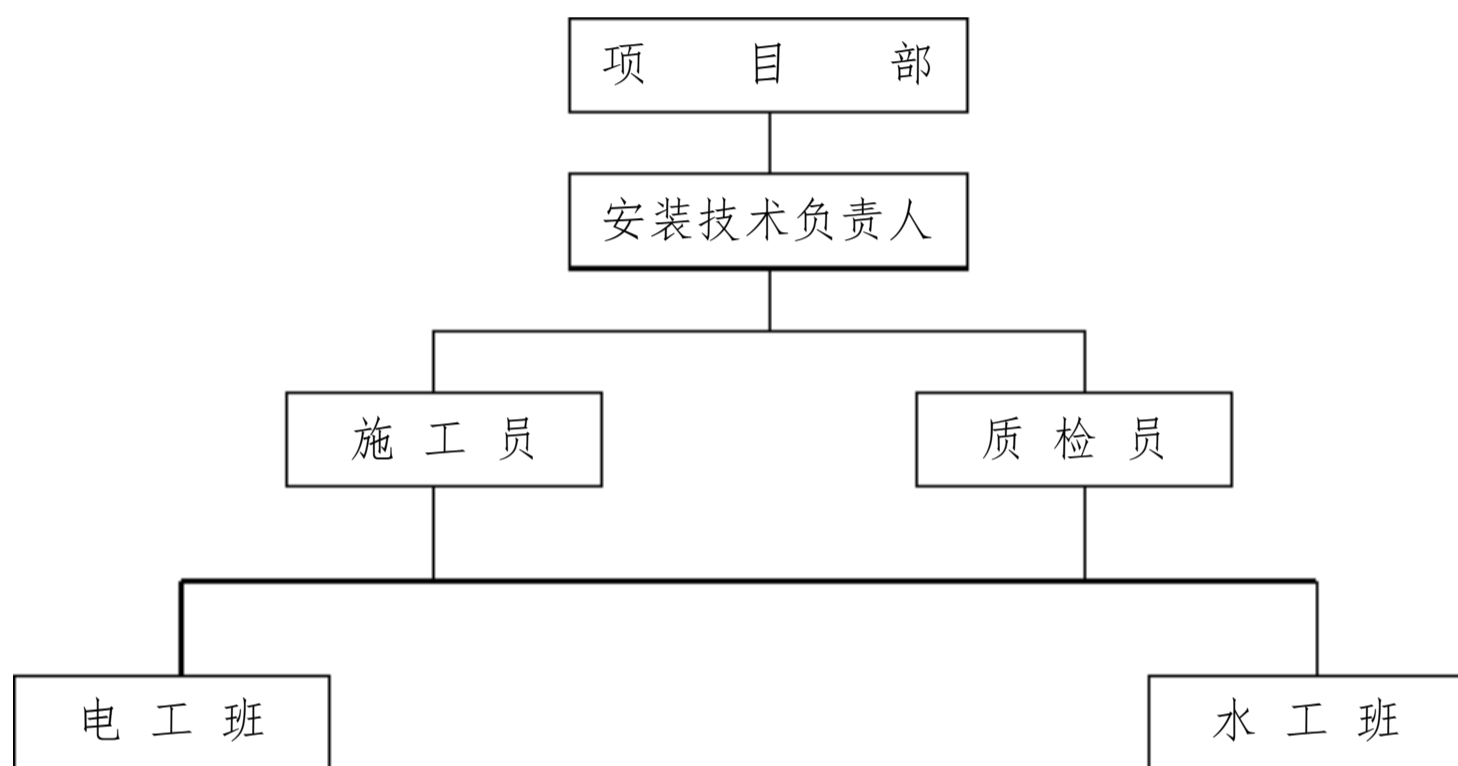 项 目 部
安装技术负责人
施 工 员
质 检 员
电 工 班
水 工 班